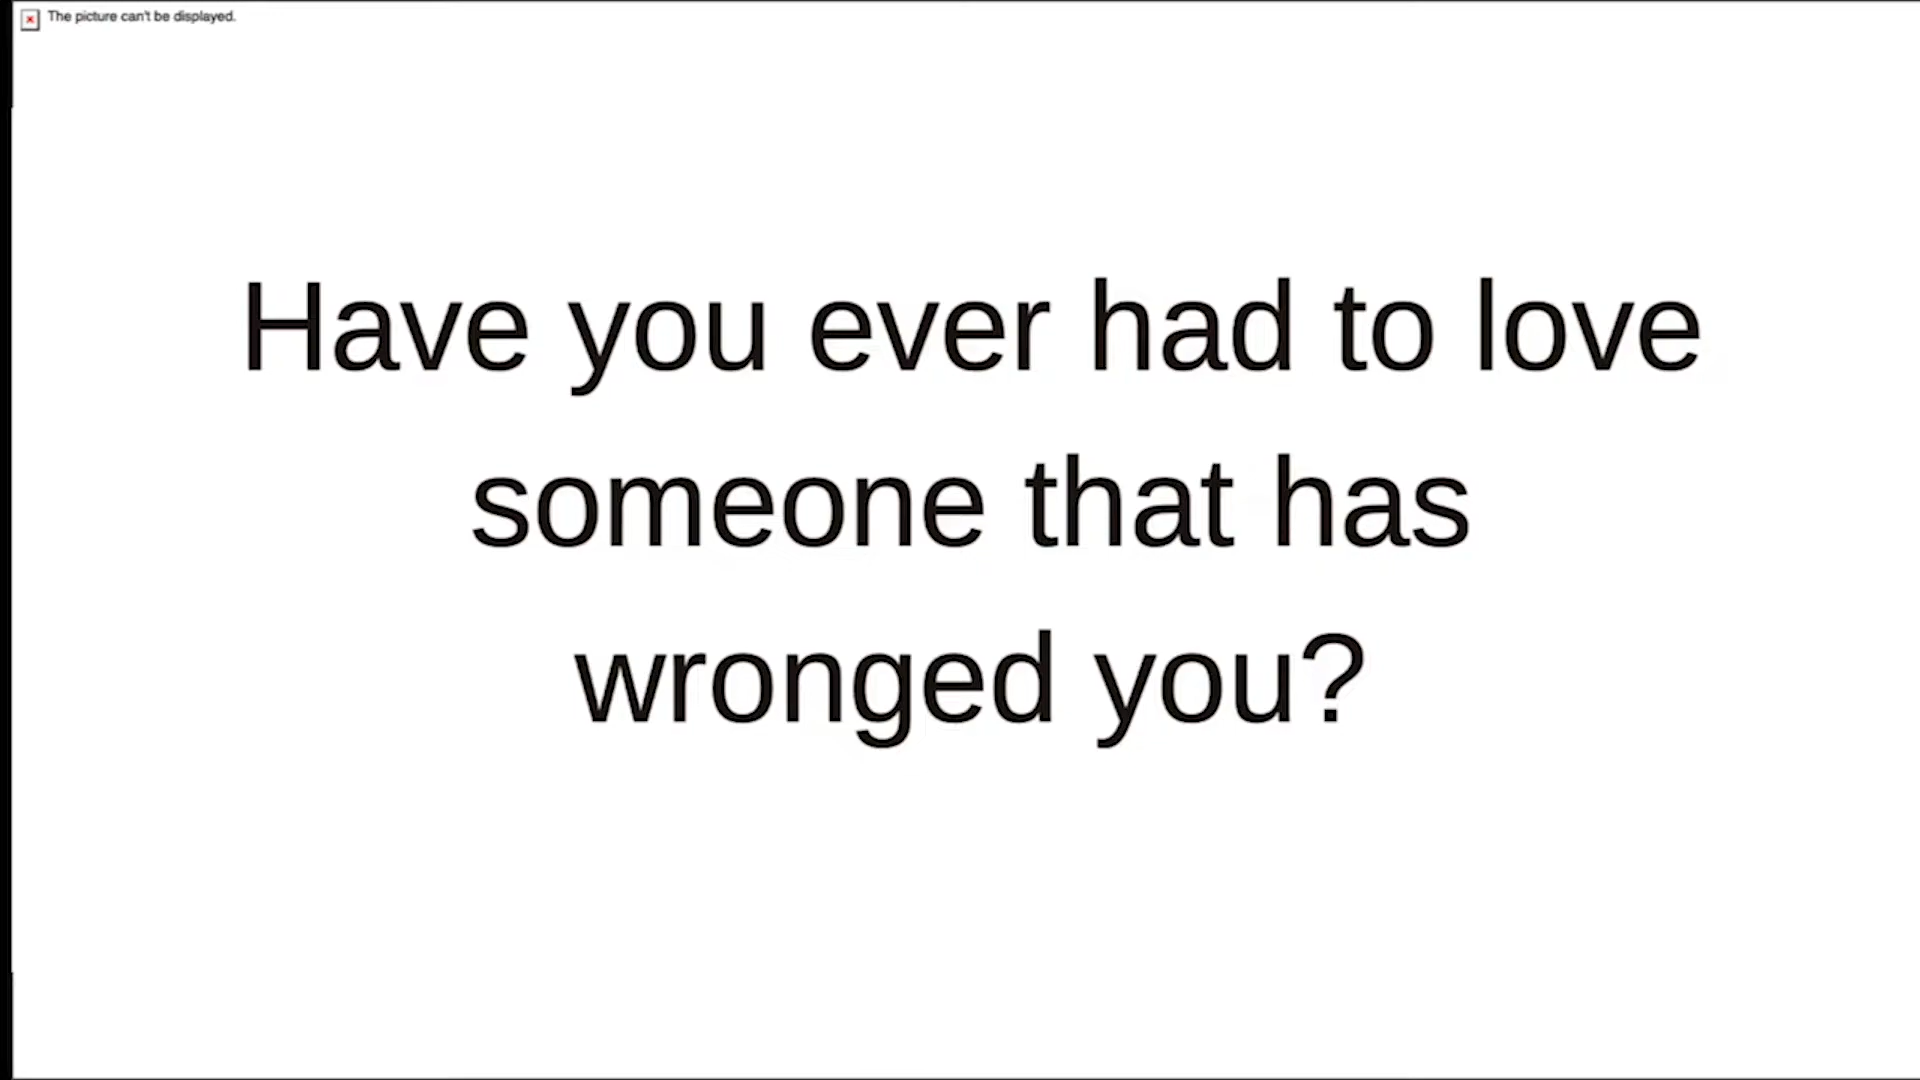 The picture can't be displayed.
Have you ever had to love
someone that has
wronged you?